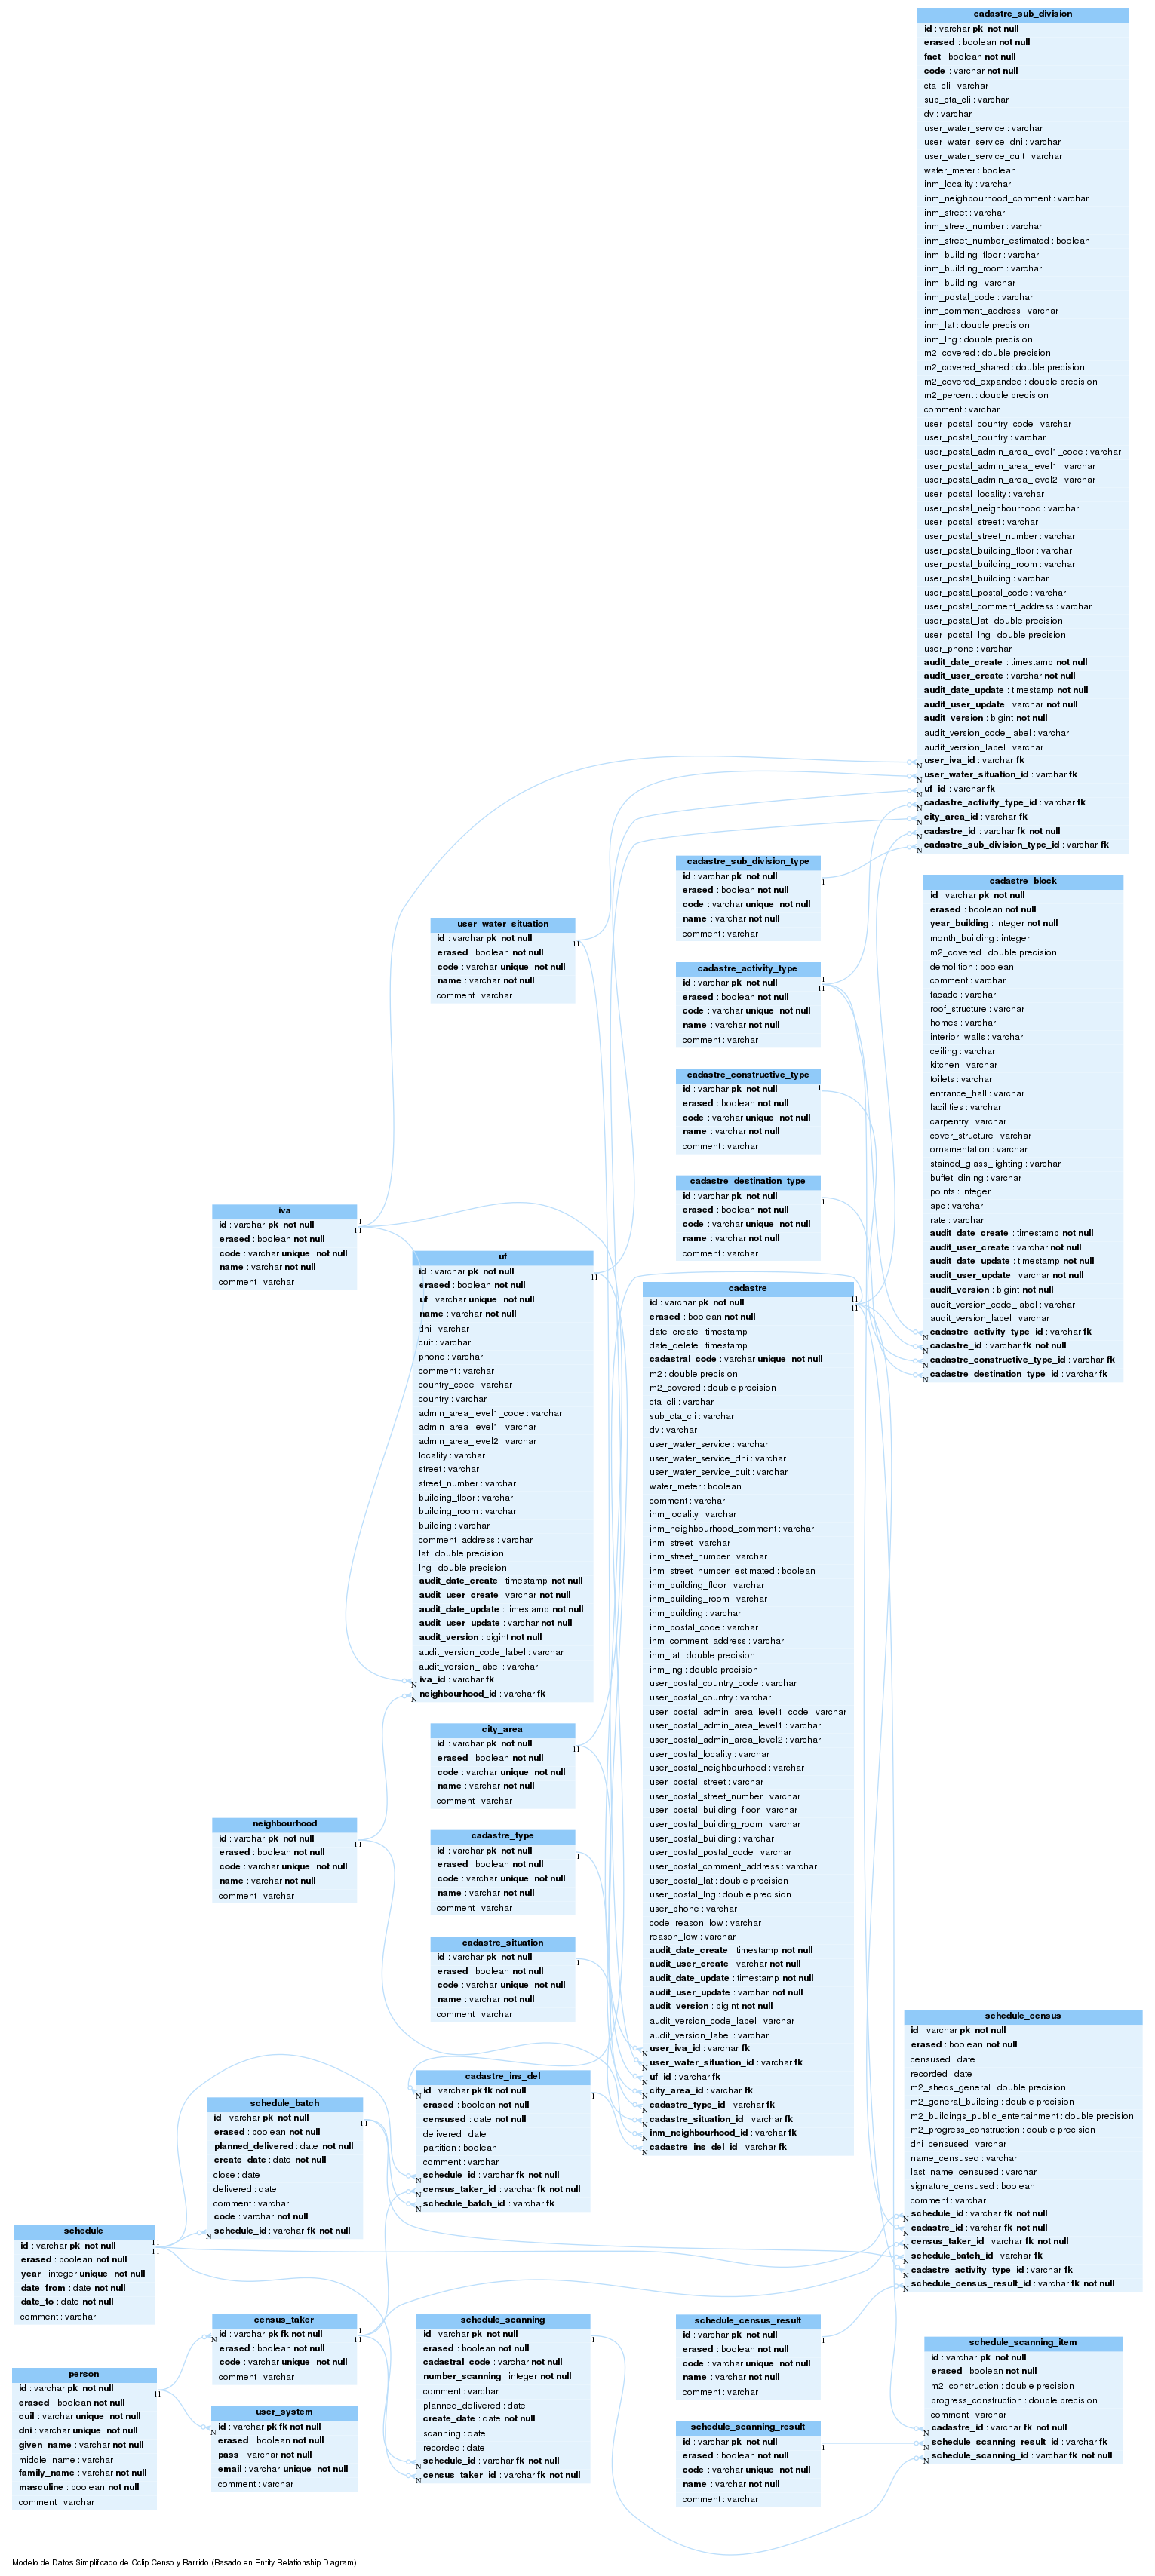 cadastre_sub_division
id : varchar pk not null
erased : boolean not null
fact : boolean not null
code : varchar not null
cta_cli : varchar
sub_cta_cli : varchar
dv : varchar
user_water_service : varchar
user_water_service_dni : varchar
user_water_service_cuit : varchar
water_meter : boolean
inm_locality : varchar
inm_neighbourhood_comment : varchar
inm_street : varchar
inm_street_number : varchar
inm_street_number_estimated : boolean
inm_building_floor : varchar
inm_building_room : varchar
inm_building : varchar
inm_postal_code : varchar
inm_comment_address : varchar
inm_lat : double precision
inm_lng : double precision
m2_covered : double precision
m2_covered_shared : double precision
m2_covered_expanded : double precision
m2_percent : double precision
comment : varchar
user_postal_country_code : varchar
user_postal_country : varchar
user_postal_admin_area_level1_code : varchar
user_postal_admin_area_level1 : varchar
user_postal_admin_area_level2 : varchar
user_postal_locality : varchar
user_postal_neighbourhood : varchar
user_postal_street : varchar
user_postal_street_number : varchar
user_postal_building_floor : varchar
user_postal_building_room : varchar
user_postal_building : varchar
user_postal_postal_code : varchar
user_postal_comment_address : varchar
user_postal_lat : double precision
user_postal_lng : double precision
user_phone : varchar
audit_date_create : timestamp not null
audit_user_create : varchar not null
audit_date_update : timestamp not null
audit_user_update : varchar not null
audit_version : bigint not null
audit_version_code_label : varchar
audit_version_label : varchar
user_iva_id : varchar fk
user_water_situation_id : varchar fk
uf_id : varchar fk
cadastre_activity_type_id : varchar fk
city_area_id : varchar fk
cadastre_id : varchar fk not null
cadastre_sub_division_type_id : varchar fk
cadastre_sub_division_type
id : varchar pk not null
erased : boolean not null
code : varchar unique not null
name : varchar not null
comment : varchar
cadastre_block
id : varchar pk not null
erased : boolean not null
year_building : integer not null
month_building : integer
m2_covered : double precision
demolition : boolean
comment : varchar
facade : varchar
roof_structure : varchar
homes : varchar
interior_walls : varchar
ceiling : varchar
kitchen : varchar
toilets : varchar
entrance_hall : varchar
facilities : varchar
carpentry : varchar
cover_structure : varchar
ornamentation : varchar
stained_glass_lighting : varchar
buffet_dining : varchar
points : integer
apc : varchar
rate : varchar
audit_date_create : timestamp not null
audit_user_create : varchar not null
audit_date_update : timestamp not null
audit_user_update : varchar not null
audit_version : bigint not null
audit_version_code_label : varchar
audit_version_label : varchar
cadastre_activity_type_id : varchar fk
cadastre_id : varchar fk not null
cadastre_constructive_type_id : varchar fk
cadastre_destination_type_id : varchar fk
user_water_situation
id : varchar pk not null
erased : boolean not null
code : varchar unique not null
name : varchar not null
comment : varchar
cadastre_activity_type
id : varchar pk not null
erased : boolean not null
code : varchar unique not null
name : varchar not null
comment : varchar
cadastre_constructive_type
id : varchar pk not null
erased : boolean not null
code : varchar unique not null
name : varchar not null
comment : varchar
cadastre_destination_type
id : varchar pk not null
erased : boolean not null
code : varchar unique not null
name : varchar not null
comment : varchar
iva
id : varchar pk not null
erased : boolean not null
code : varchar unique not null
name : varchar not null
comment : varchar
uf
id : varchar pk not null
erased : boolean not null
uf : varchar unique not null
name : varchar not null
dni : varchar
cuit : varchar
phone : varchar
comment : varchar
country_code : varchar
country : varchar
admin_area_level1_code : varchar
admin_area_level1 : varchar
admin_area_level2 : varchar
locality : varchar
street : varchar
street_number : varchar
building_floor : varchar
building_room : varchar
building : varchar
comment_address : varchar
lat : double precision
lng : double precision
audit_date_create : timestamp not null
audit_user_create : varchar not null
audit_date_update : timestamp not null
audit_user_update : varchar not null
audit_version : bigint not null
audit_version_code_label : varchar
audit_version_label : varchar
iva_id : varchar fk
neighbourhood_id : varchar fk
cadastre
id : varchar pk not null
erased : boolean not null
date_create : timestamp
date_delete : timestamp
cadastral_code : varchar unique not null
m2 : double precision
m2_covered : double precision
cta_cli : varchar
sub_cta_cli : varchar
dv : varchar
user_water_service : varchar
user_water_service_dni : varchar
user_water_service_cuit : varchar
water_meter : boolean
comment : varchar
inm_locality : varchar
inm_neighbourhood_comment : varchar
inm_street : varchar
inm_street_number : varchar
inm_street_number_estimated : boolean
inm_building_floor : varchar
inm_building_room : varchar
inm_building : varchar
inm_postal_code : varchar
inm_comment_address : varchar
inm_lat : double precision
inm_lng : double precision
user_postal_country_code : varchar
user_postal_country : varchar
user_postal_admin_area_level1_code : varchar
user_postal_admin_area_level1 : varchar
user_postal_admin_area_level2 : varchar
user_postal_locality : varchar
user_postal_neighbourhood : varchar
user_postal_street : varchar
user_postal_street_number : varchar
user_postal_building_floor : varchar
user_postal_building_room : varchar
user_postal_building : varchar
user_postal_postal_code : varchar
user_postal_comment_address : varchar
user_postal_lat : double precision
user_postal_lng : double precision
user_phone : varchar
code_reason_low : varchar
reason_low : varchar
audit_date_create : timestamp not null
audit_user_create : varchar not null
audit_date_update : timestamp not null
audit_user_update : varchar not null
audit_version : bigint not null
audit_version_code_label : varchar
audit_version_label : varchar
user_iva_id : varchar fk
user_water_situation_id : varchar fk
uf_id : varchar fk
city_area_id : varchar fk
cadastre_type_id : varchar fk
cadastre_situation_id : varchar fk
inm_neighbourhood_id : varchar fk
cadastre_ins_del_id : varchar fk
city_area
id : varchar pk not null
erased : boolean not null
code : varchar unique not null
name : varchar not null
comment : varchar
neighbourhood
id : varchar pk not null
erased : boolean not null
code : varchar unique not null
name : varchar not null
comment : varchar
cadastre_type
id : varchar pk not null
erased : boolean not null
code : varchar unique not null
name : varchar not null
comment : varchar
cadastre_situation
id : varchar pk not null
erased : boolean not null
code : varchar unique not null
name : varchar not null
comment : varchar
schedule_census
id : varchar pk not null
erased : boolean not null
censused : date
recorded : date
m2_sheds_general : double precision
m2_general_building : double precision
m2_buildings_public_entertainment : double precision
m2_progress_construction : double precision
dni_censused : varchar
name_censused : varchar
last_name_censused : varchar
signature_censused : boolean
comment : varchar
schedule_id : varchar fk not null
cadastre_id : varchar fk not null
census_taker_id : varchar fk not null
schedule_batch_id : varchar fk
cadastre_activity_type_id : varchar fk
schedule_census_result_id : varchar fk not null
cadastre_ins_del
id : varchar pk fk not null
erased : boolean not null
censused : date not null
delivered : date
partition : boolean
comment : varchar
schedule_id : varchar fk not null
census_taker_id : varchar fk not null
schedule_batch_id : varchar fk
schedule_batch
id : varchar pk not null
erased : boolean not null
planned_delivered : date not null
create_date : date not null
close : date
delivered : date
comment : varchar
code : varchar not null
schedule_id : varchar fk not null
schedule
id : varchar pk not null
erased : boolean not null
year : integer unique not null
date_from : date not null
date_to : date not null
comment : varchar
census_taker
id : varchar pk fk not null
erased : boolean not null
code : varchar unique not null
comment : varchar
schedule_scanning
id : varchar pk not null
erased : boolean not null
cadastral_code : varchar not null
number_scanning : integer not null
comment : varchar
planned_delivered : date
create_date : date not null
scanning : date
recorded : date
schedule_id : varchar fk not null
census_taker_id : varchar fk not null
schedule_census_result
id : varchar pk not null
erased : boolean not null
code : varchar unique not null
name : varchar not null
comment : varchar
schedule_scanning_item
id : varchar pk not null
erased : boolean not null
m2_construction : double precision
progress_construction : double precision
comment : varchar
cadastre_id : varchar fk not null
schedule_scanning_result_id : varchar fk
schedule_scanning_id : varchar fk not null
person
id : varchar pk not null
erased : boolean not null
cuil : varchar unique not null
dni : varchar unique not null
given_name : varchar not null
middle_name : varchar
family_name : varchar not null
masculine : boolean not null
comment : varchar
user_system
id : varchar pk fk not null
erased : boolean not null
pass : varchar not null
email : varchar unique not null
comment : varchar
schedule_scanning_result
id : varchar pk not null
erased : boolean not null
code : varchar unique not null
name : varchar not null
comment : varchar
Modelo de Datos Simplificado de Cclip Censo y Barrido (Basado en Entity Relationship Diagram)